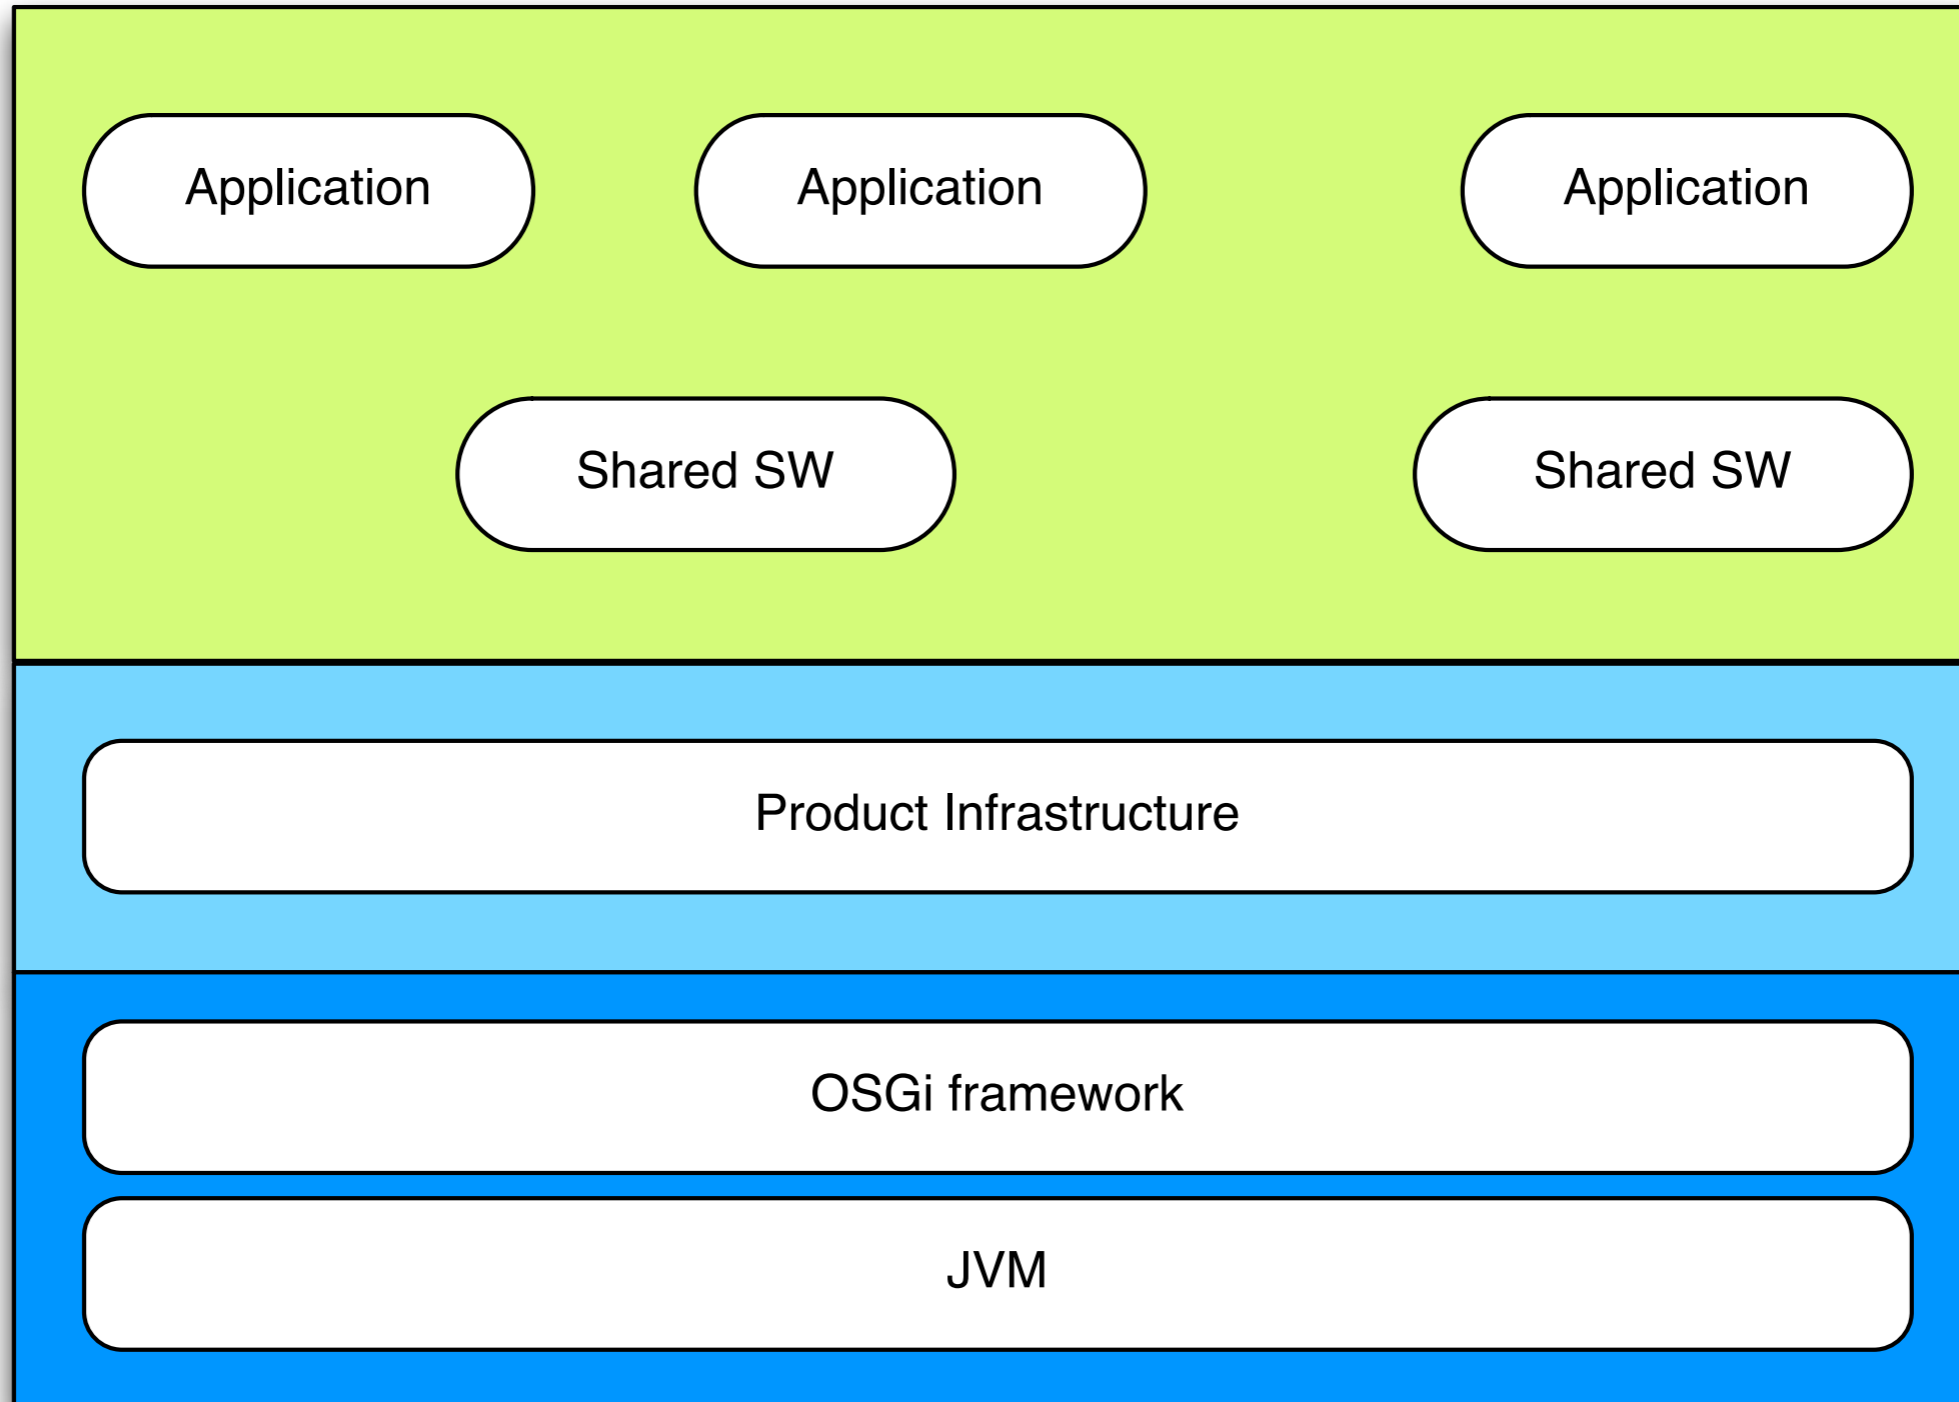 Application
Application
Application
Shared SW
Shared SW
Product Infrastructure
OSGi framework
JVM